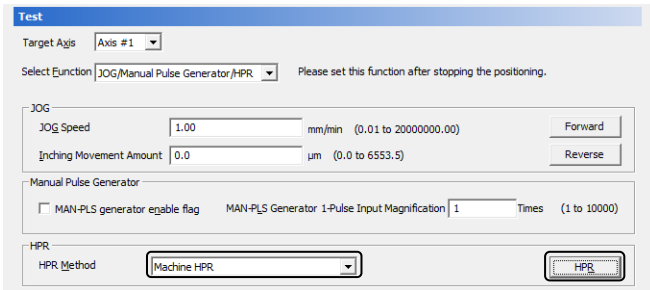 Test
Target Axis Axis #1
Select Function JOG/Manual Pulse Generator/HPR Please set this function after stopping the positioning.
JOG
JOG Speed 1.00 mm/min (0.01 to 20000000.00) Forward
Inching Movement Amount 0.0 µm (0.0 to 6553.5) Reverse
Manual Pulse Generator
MAN-PLS generator enable flag MAN-PLS Generator 1-Pulse Input Magnification 1 Times (1 to 10000)
HPR
HPR Method Machine HPR HPR